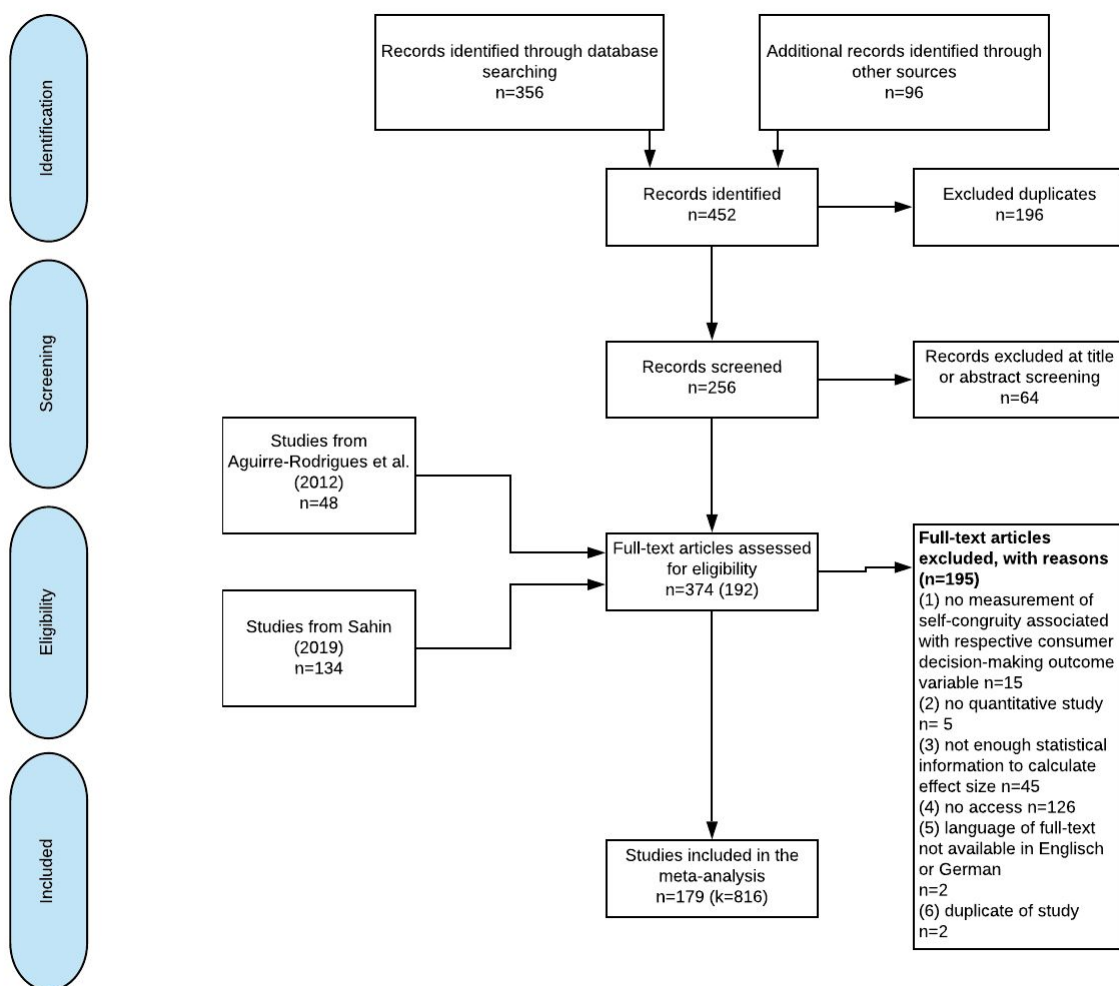 Identification
Records identified through database
searching
n=356
Additional records identified through
other sources
n=96
Records identified
n=452
Excluded duplicates
n=196
Screening
Records screened
n=256
Records excluded at title
or abstract screening
n=64
Studies from
Aguirre-Rodrigues et al.
(2012)
n=48
Eligibility
Full-text articles assessed
for eligibility
n=374 (192)
Studies from Sahin
(2019)
n=134
Full-text articles
excluded, with reasons
(n=195)
(1) no measurement of
self-congruity associated
with respective consumer
decision-making outcome
variable n=15
(2) no quantitative study
n= 5
(3) not enough statistical
information to calculate
effect size n=45
(4) no access n=126
(5) language of full-text
not available in Englisch
or German
n=2
(6) duplicate of study
n=2
Included
Studies included in the
meta-analysis
n=179 (k=816)